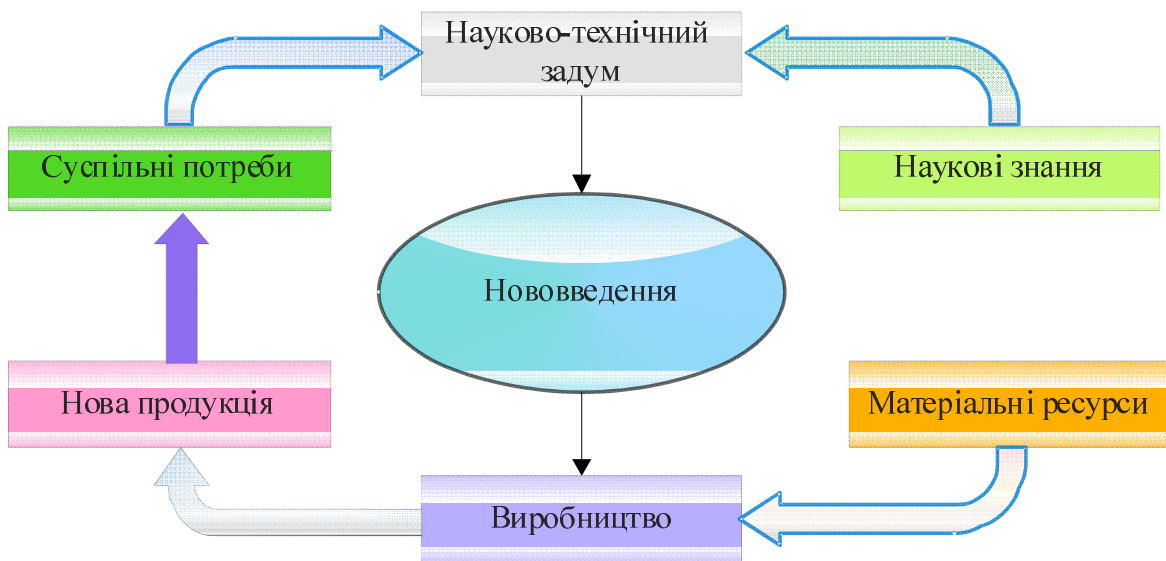 Науково-технічний
задум
Суспільні потреби
Наукові знання
Нововведення
Нова продукція
Матеріальні ресурси
Виробництво